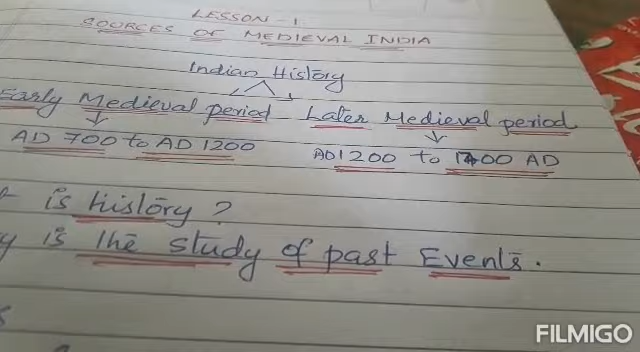 LESSON - 1
SOURCES OF MEDIEVAL INDIA
Indian History
Early Medieval period Later Medieval period
AD 700 to AD 1200 AD 1200 to 1700 AD
is History ?
is the study of past Events.
FILMIGO